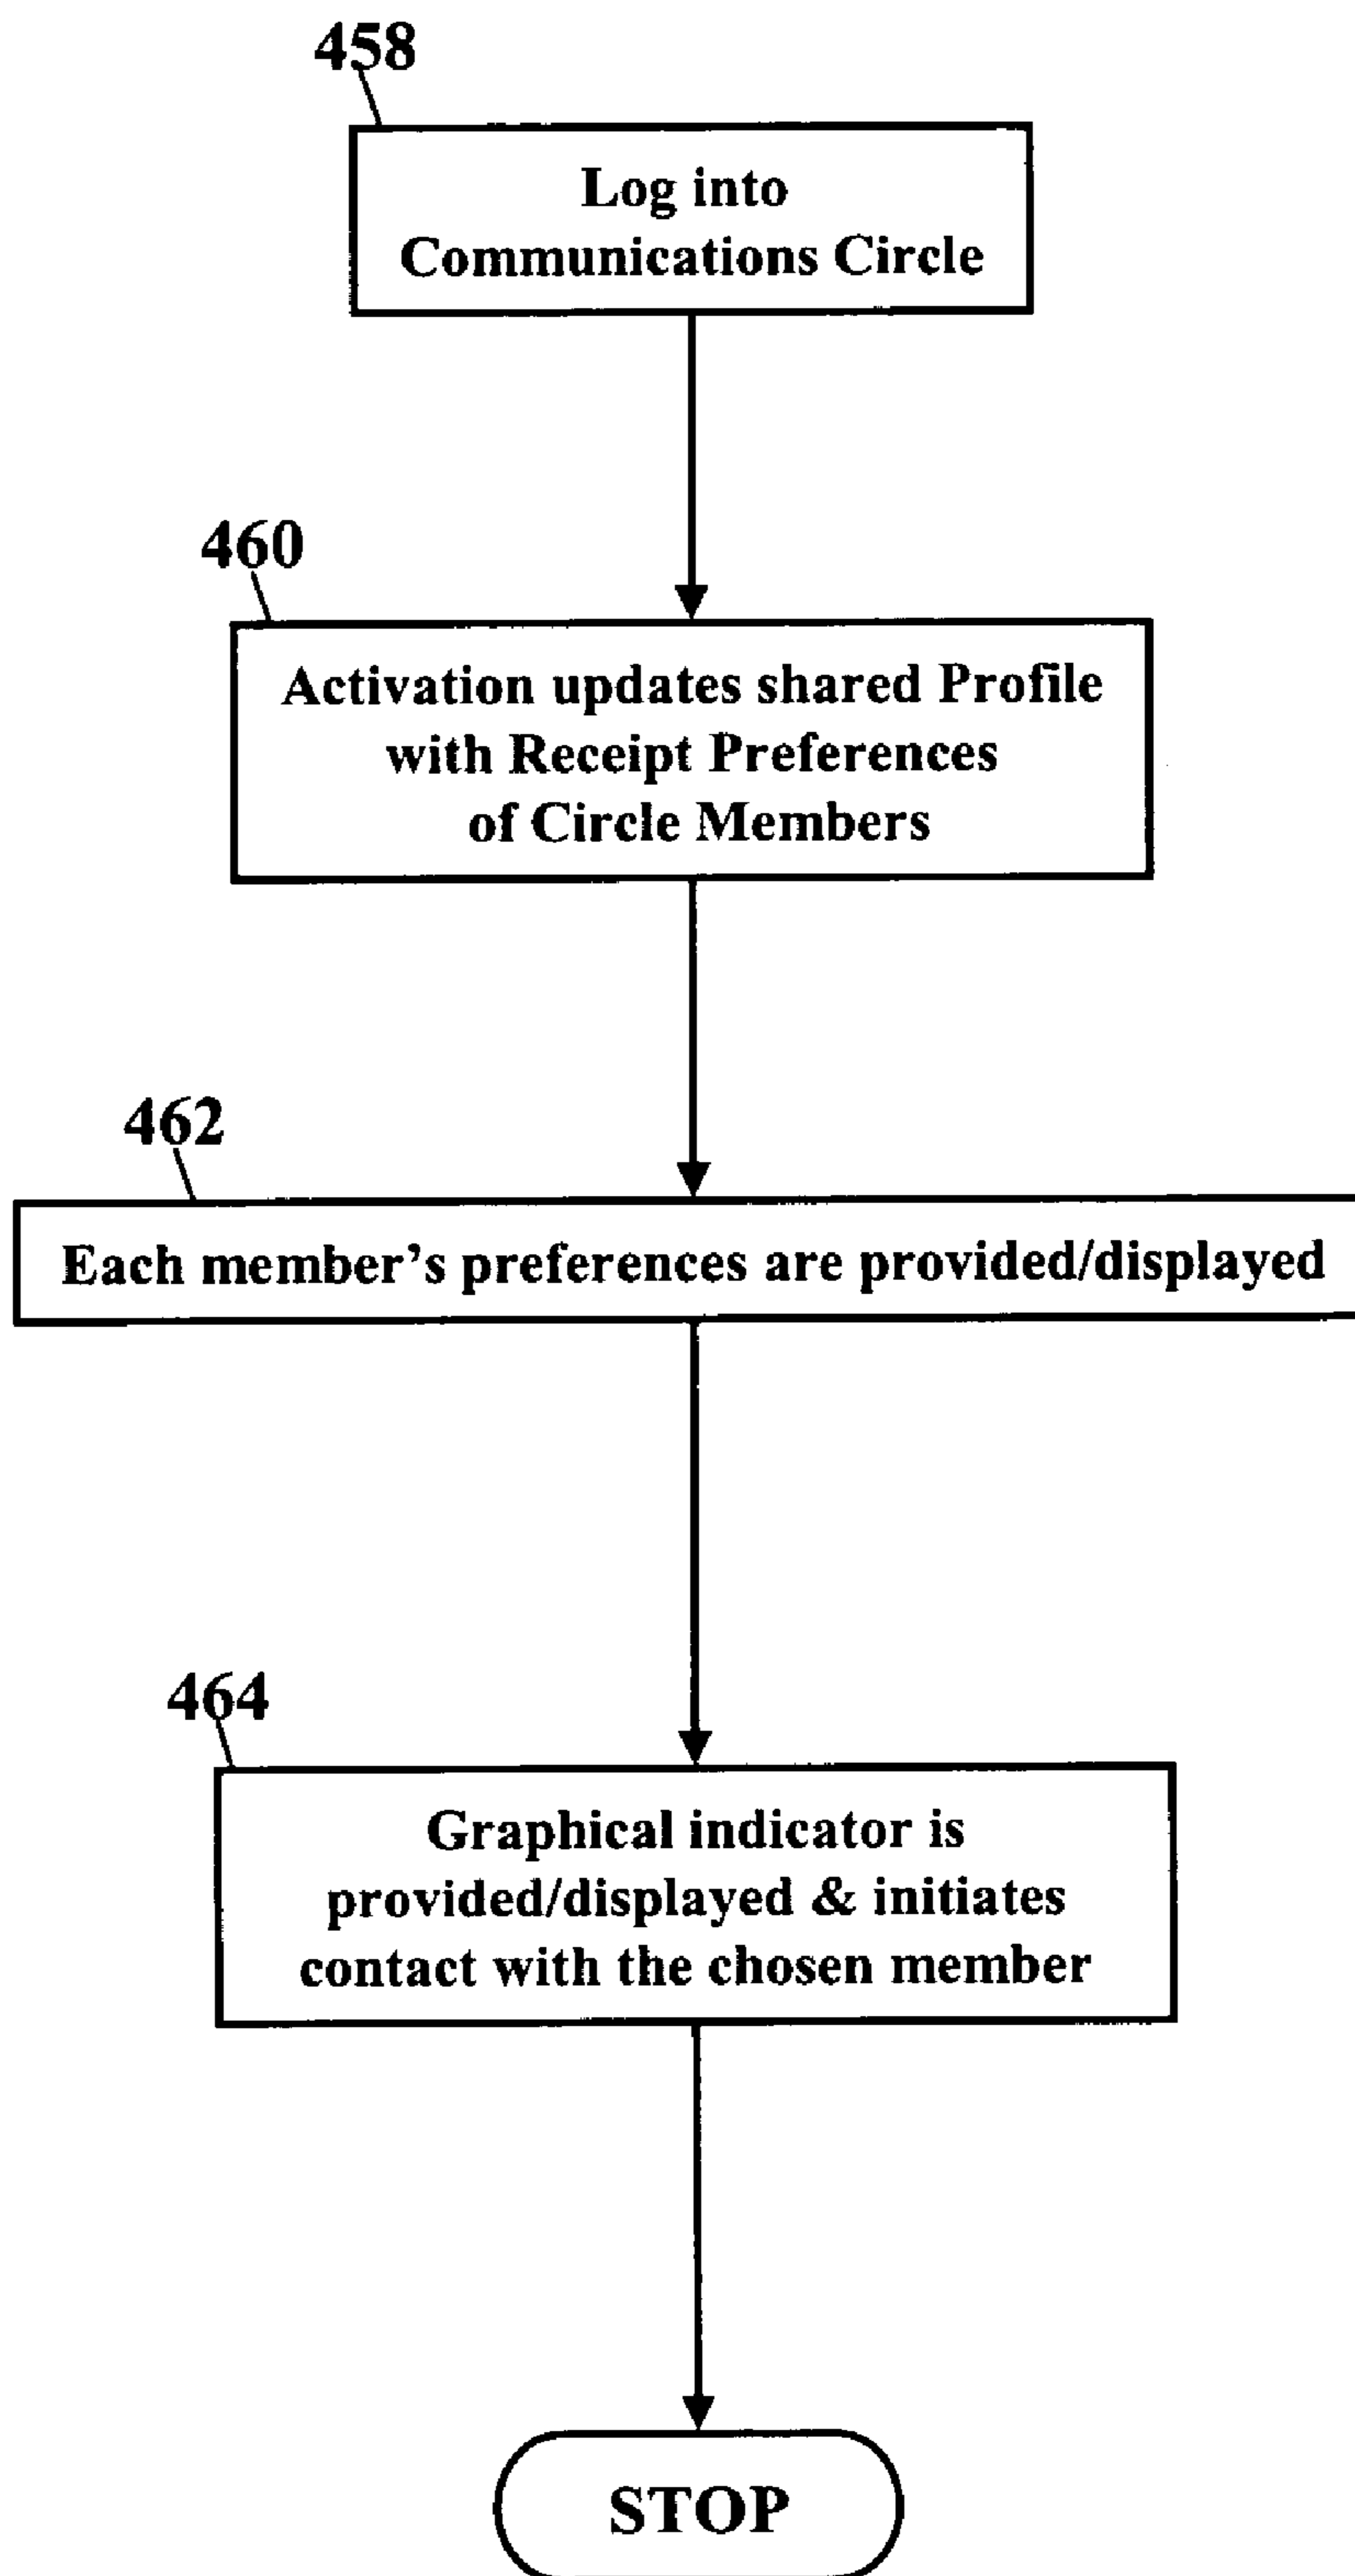 458
Log into
Communications Circle
460
Activation updates shared Profile
with Receipt Preferences
of Circle Members
462
Each member's preferences are provided/displayed
464
Graphical indicator is
provided/displayed & initiates
contact with the chosen member
STOP